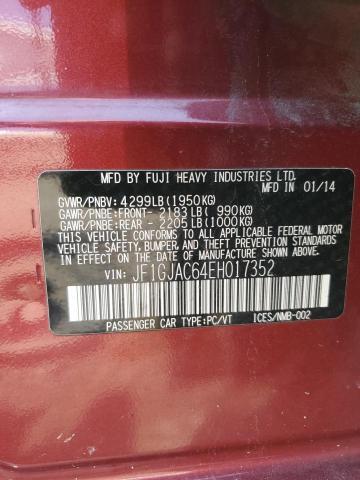 MFD BY FUJI HEAVY INDUSTRIES LTD.
MFD IN 01/14
GVWR/PNBV: 4299LB(1950KG)
GAWR/PNBE:FRONT- 2183LB( 990KG)
GAWR/PNBE:REAR - 2205LB(1000KG)
THIS VEHICLE CONFORMS TO ALL APPLICABLE
FEDERAL MOTOR VEHICLE
SAFETY, BUMPER, AND THEFT PREVENTION
STANDARDS IN EFFECT ON THE DATE OF
MANUFACTURE SHOWN ABOVE.
VIN: JF1GJAC64EH017352
PASSENGER CAR TYPE:PC/VT ICES/NMB-002